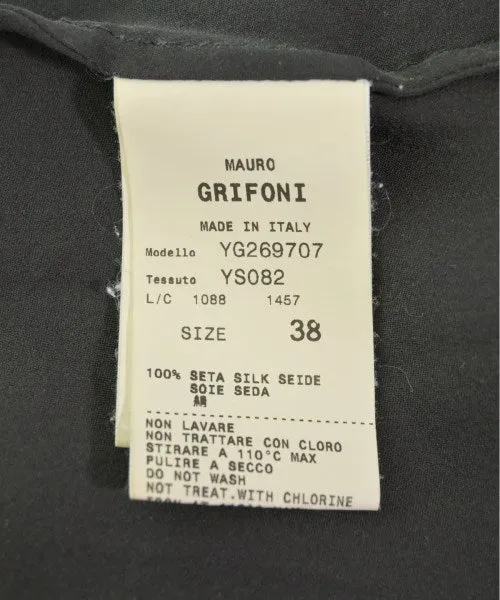 MAURO
GRIFONI
MADE IN ITALY
Modello YG269707
Tessuto YS082
L/C 1088 1457
SIZE 38
100% SETA SILK SEIDE
SOIE SEDA
絹
NON LAVARE
NON TRATTARE CON CLORO
STIRARE A 110°C MAX
PULIRE A SECCO
DO NOT WASH
NOT TREAT.WITH CHLORINE